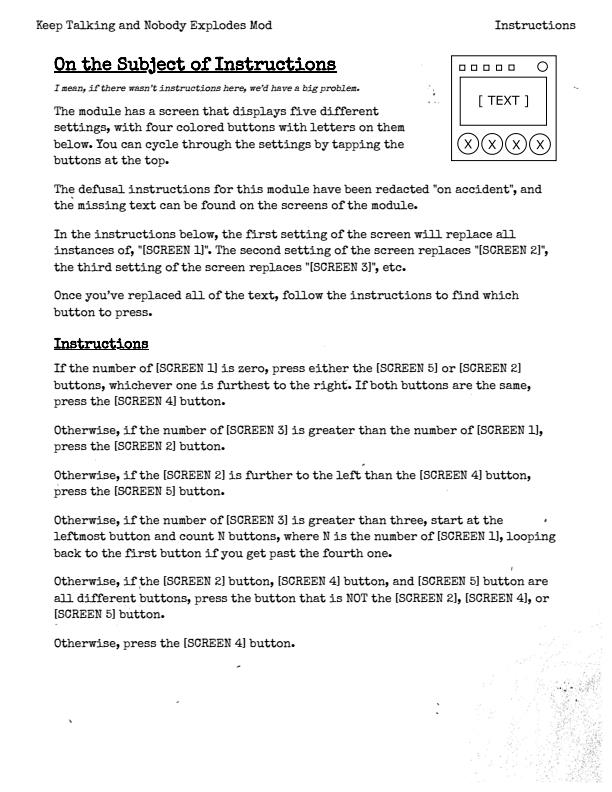 Keep Talking and Nobody Explodes Mod
Instructions
On the Subject of Instructions
I mean, if there wasn't instructions here, we'd have a big problem.
[ TEXT ]
X X X X
The module has a screen that displays five different
settings, with four colored buttons with letters on them
below. You can cycle through the settings by tapping the
buttons at the top.
The defusal instructions for this module have been redacted "on accident", and
the missing text can be found on the screens of the module.
In the instructions below, the first setting of the screen will replace all
instances of, "[SCREEN 1]". The second setting of the screen replaces "[SCREEN 2]",
the third setting of the screen replaces "[SCREEN 3]", etc.
Once you've replaced all of the text, follow the instructions to find which
button to press.
Instructions
If the number of [SCREEN 1] is zero, press either the [SCREEN 5] or [SCREEN 2]
buttons, whichever one is furthest to the right. If both buttons are the same,
press the [SCREEN 4] button.
Otherwise, if the number of [SCREEN 3] is greater than the number of [SCREEN 1],
press the [SCREEN 2] button.
Otherwise, if the [SCREEN 2] is further to the left than the [SCREEN 4] button,
press the [SCREEN 5] button.
Otherwise, if the number of [SCREEN 3] is greater than three, start at the
leftmost button and count N buttons, where N is the number of [SCREEN 1], looping
back to the first button if you get past the fourth one.
Otherwise, if the [SCREEN 2] button, [SCREEN 4] button, and [SCREEN 5] button are
all different buttons, press the button that is NOT the [SCREEN 2], [SCREEN 4], or
[SCREEN 5] button.
Otherwise, press the [SCREEN 4] button.